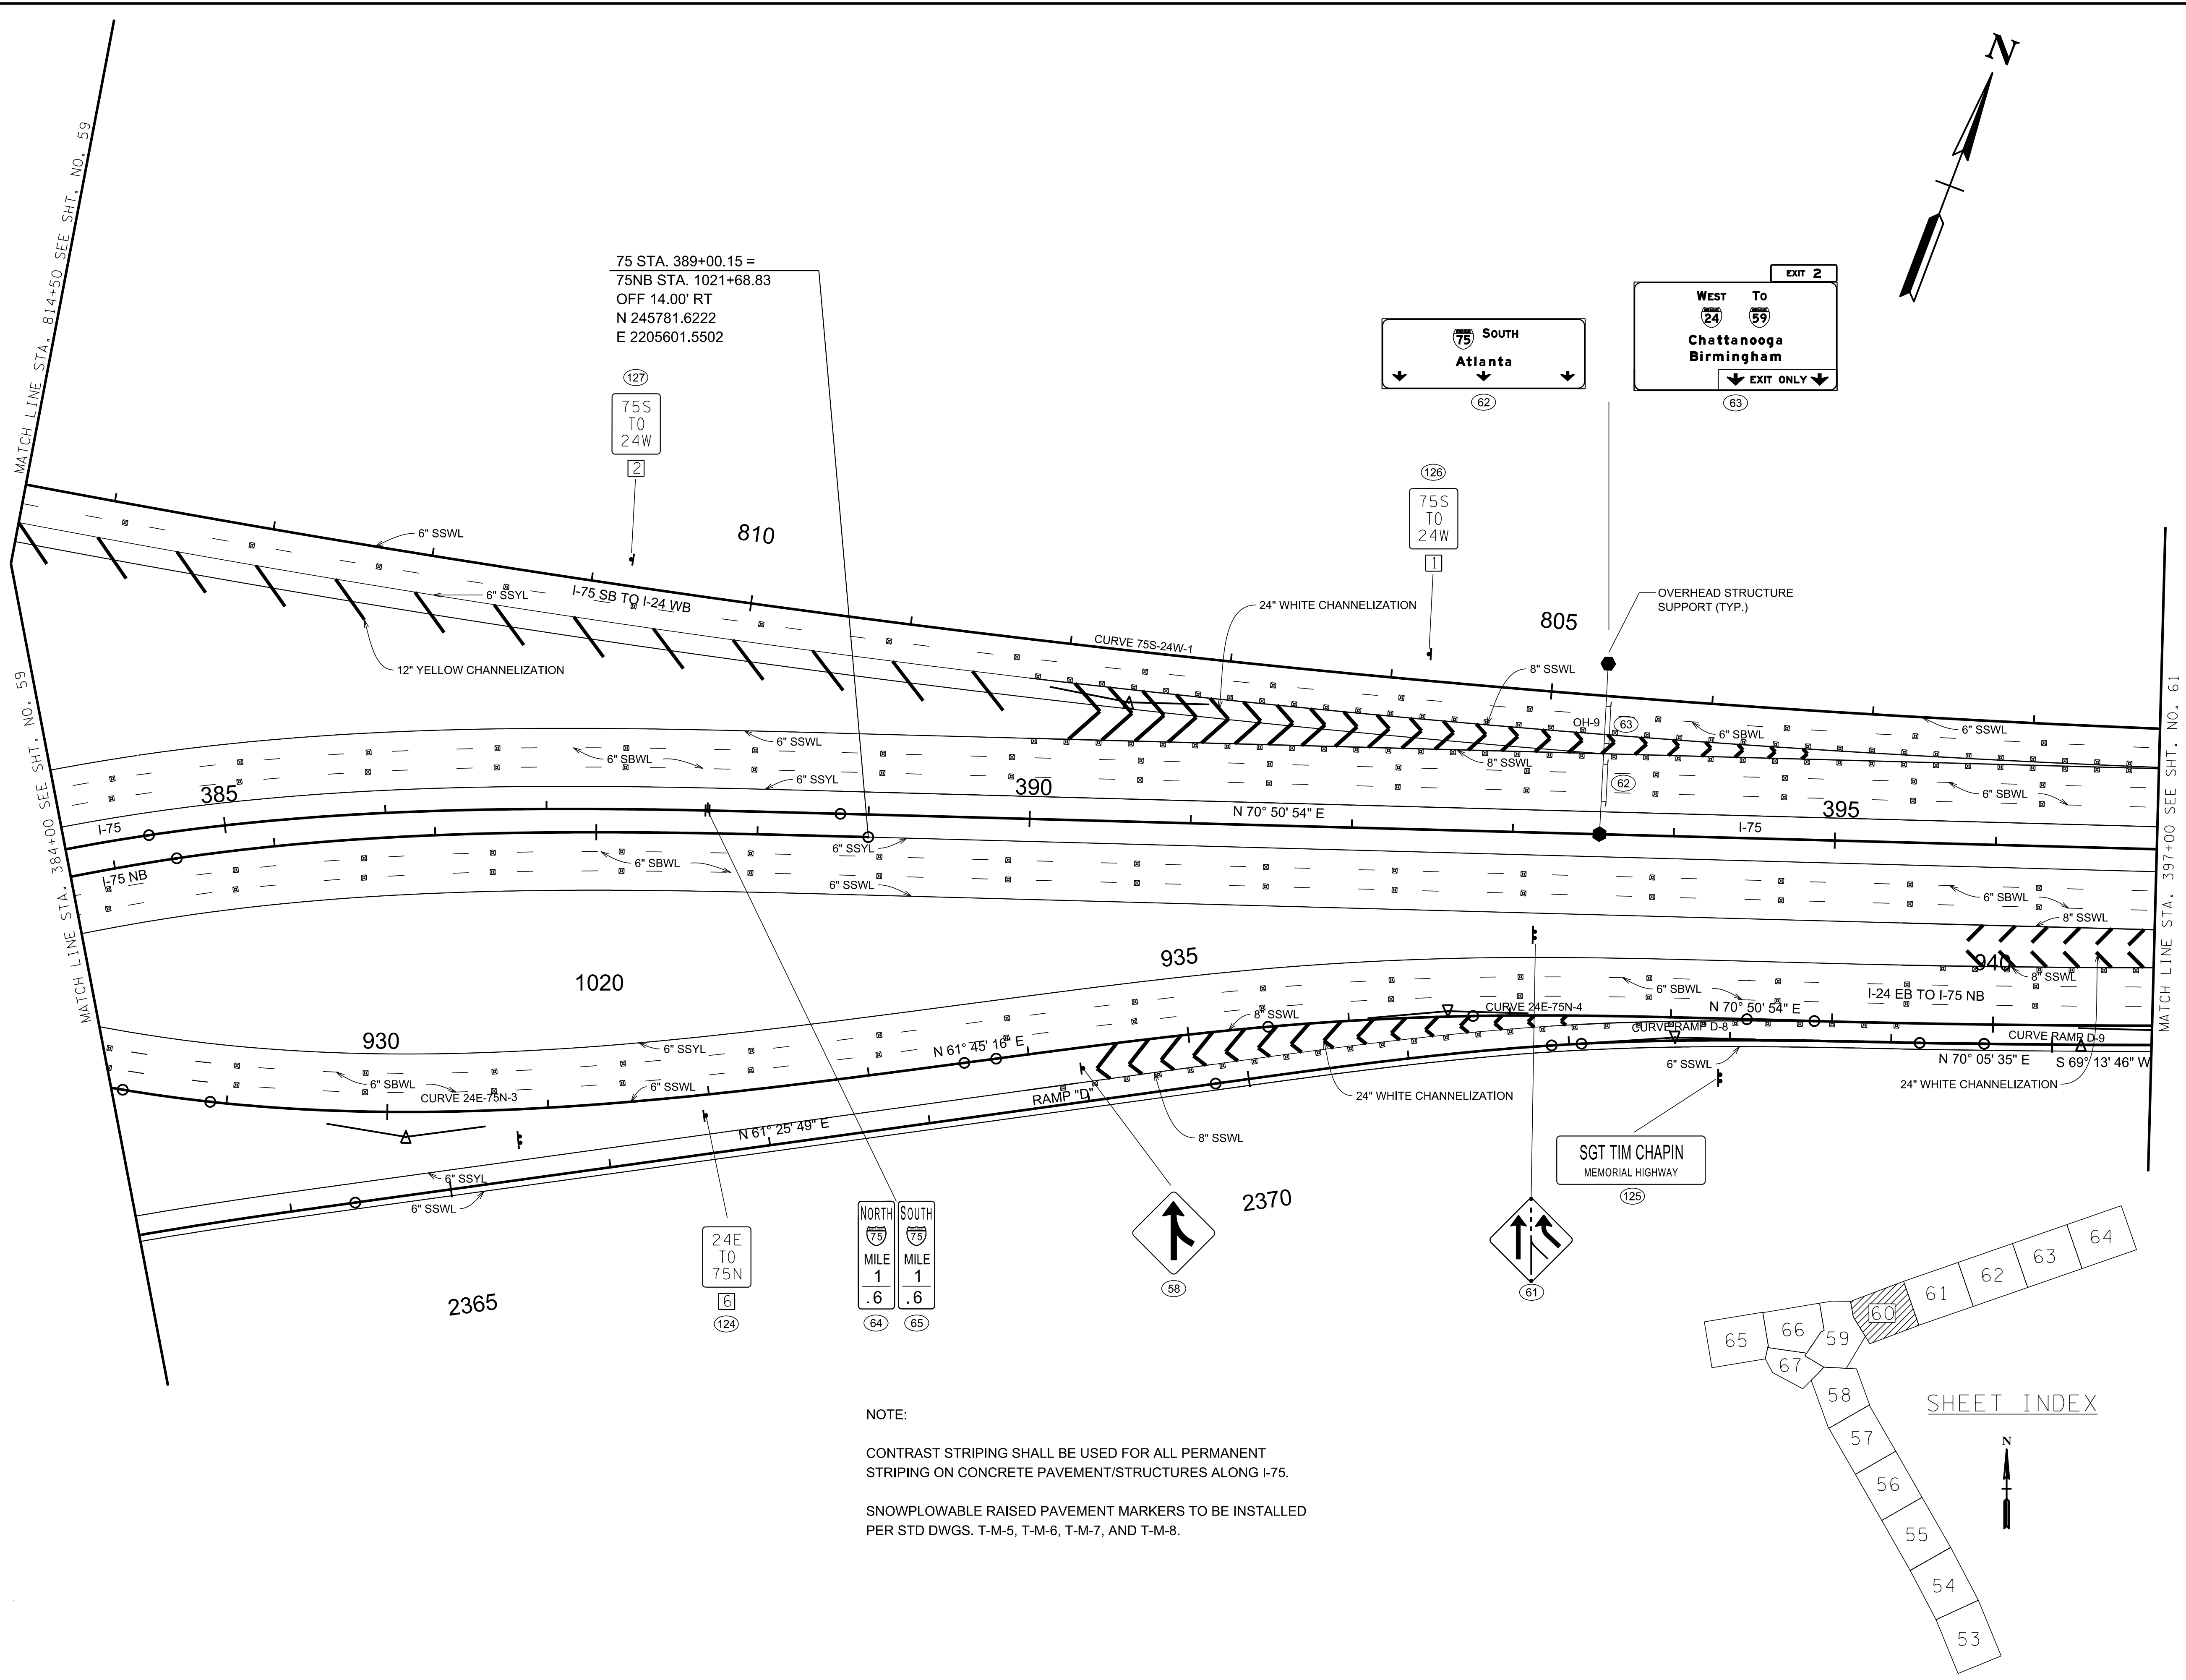 N
MATCH LINE STA. 814+50 SEE SHT. NO. 59
75 STA. 389+00.15 =
75NB STA. 1021+68.83
OFF 14.00' RT
N 245781.6222
E 2205601.5502
EXIT 2
WEST TO
24 59
Chattanooga
Birmingham
EXIT ONLY
63
75 SOUTH
Atlanta
62
127
75S
TO
24W
2
126
75S
TO
24W
1
810
805
OVERHEAD STRUCTURE
SUPPORT (TYP.)
6" SSWL
6" SSYL
I-75 SB TO I-24 WB
12" YELLOW CHANNELIZATION
24" WHITE CHANNELIZATION
CURVE 75S-24W-1
8" SSWL
OH-9
63
6" SBWL
6" SSWL
6" SSWL
6" SBWL
6" SSYL
8" SSWL
62
6" SBWL
385
390
395
I-75
N 70° 50' 54" E
I-75
I-75 NB
6" SBWL
6" SSYL
6" SSWL
6" SBWL
8" SSWL
MATCH LINE STA. 384+00 SEE SHT. NO. 59
MATCH LINE STA. 397+00 SEE SHT. NO. 61
1020
935
940
8" SSWL
6" SBWL
I-24 EB TO I-75 NB
930
6" SSYL
N 61° 45' 16" E
8" SSWL
CURVE 24E-75N-4
N 70° 50' 54" E
CURVE RAMP D-8
CURVE RAMP D-9
N 70° 05' 35" E
S 69° 13' 46" W
6" SBWL
CURVE 24E-75N-3
6" SSWL
RAMP "D"
24" WHITE CHANNELIZATION
6" SSWL
24" WHITE CHANNELIZATION
N 61° 25' 49" E
8" SSWL
6" SSYL
6" SSWL
SGT TIM CHAPIN
MEMORIAL HIGHWAY
125
2365
2370
24E
TO
75N
6
124
NORTH
75
MILE
1
.6
64
SOUTH
75
MILE
1
.6
65
58
61
NOTE:
CONTRAST STRIPING SHALL BE USED FOR ALL PERMANENT
STRIPING ON CONCRETE PAVEMENT/STRUCTURES ALONG I-75.
SNOWPLOWABLE RAISED PAVEMENT MARKERS TO BE INSTALLED
PER STD DWGS. T-M-5, T-M-6, T-M-7, AND T-M-8.
64
63
62
61
60
59
66
65
67
58
57
56
55
54
53
SHEET INDEX
N